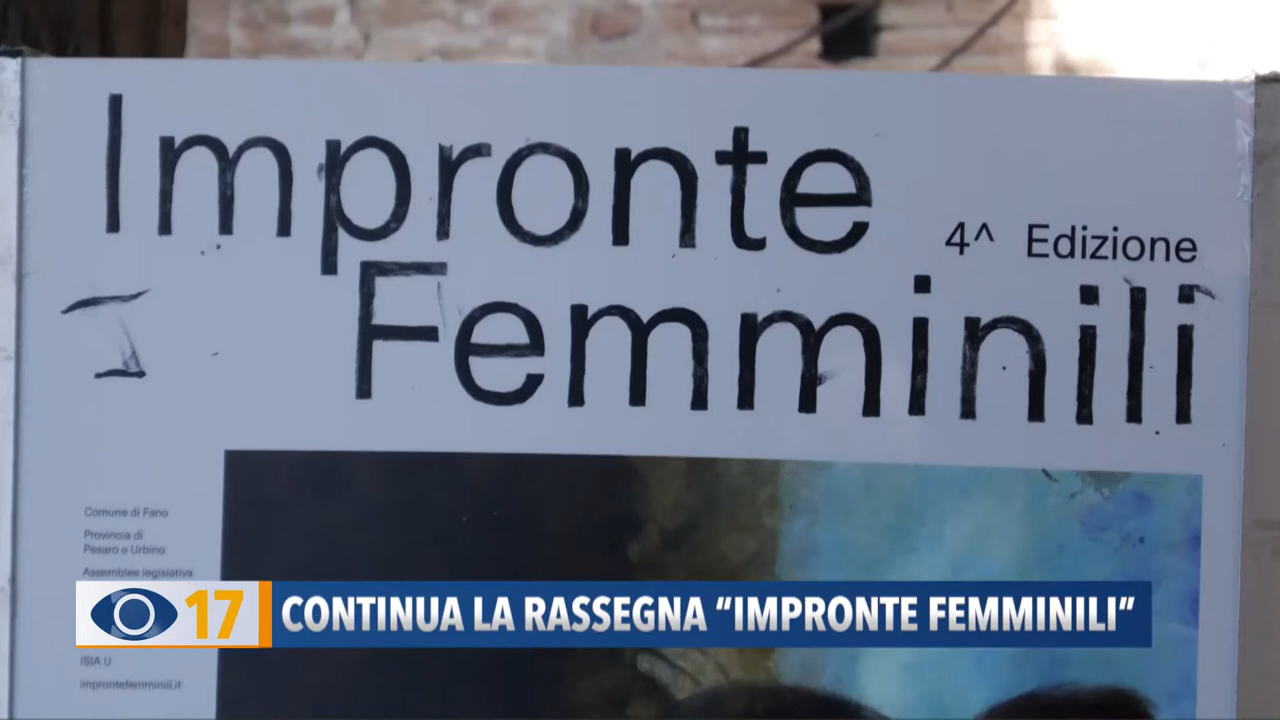 Impronte
4^ Edizione
Femminili
Comune di Fano
Provincia di
Pesaro e Urbino
Assemblea legislativa
17 CONTINUA LA RASSEGNA “IMPRONTE FEMMINILI”
ISIA U
improntefemminili.it